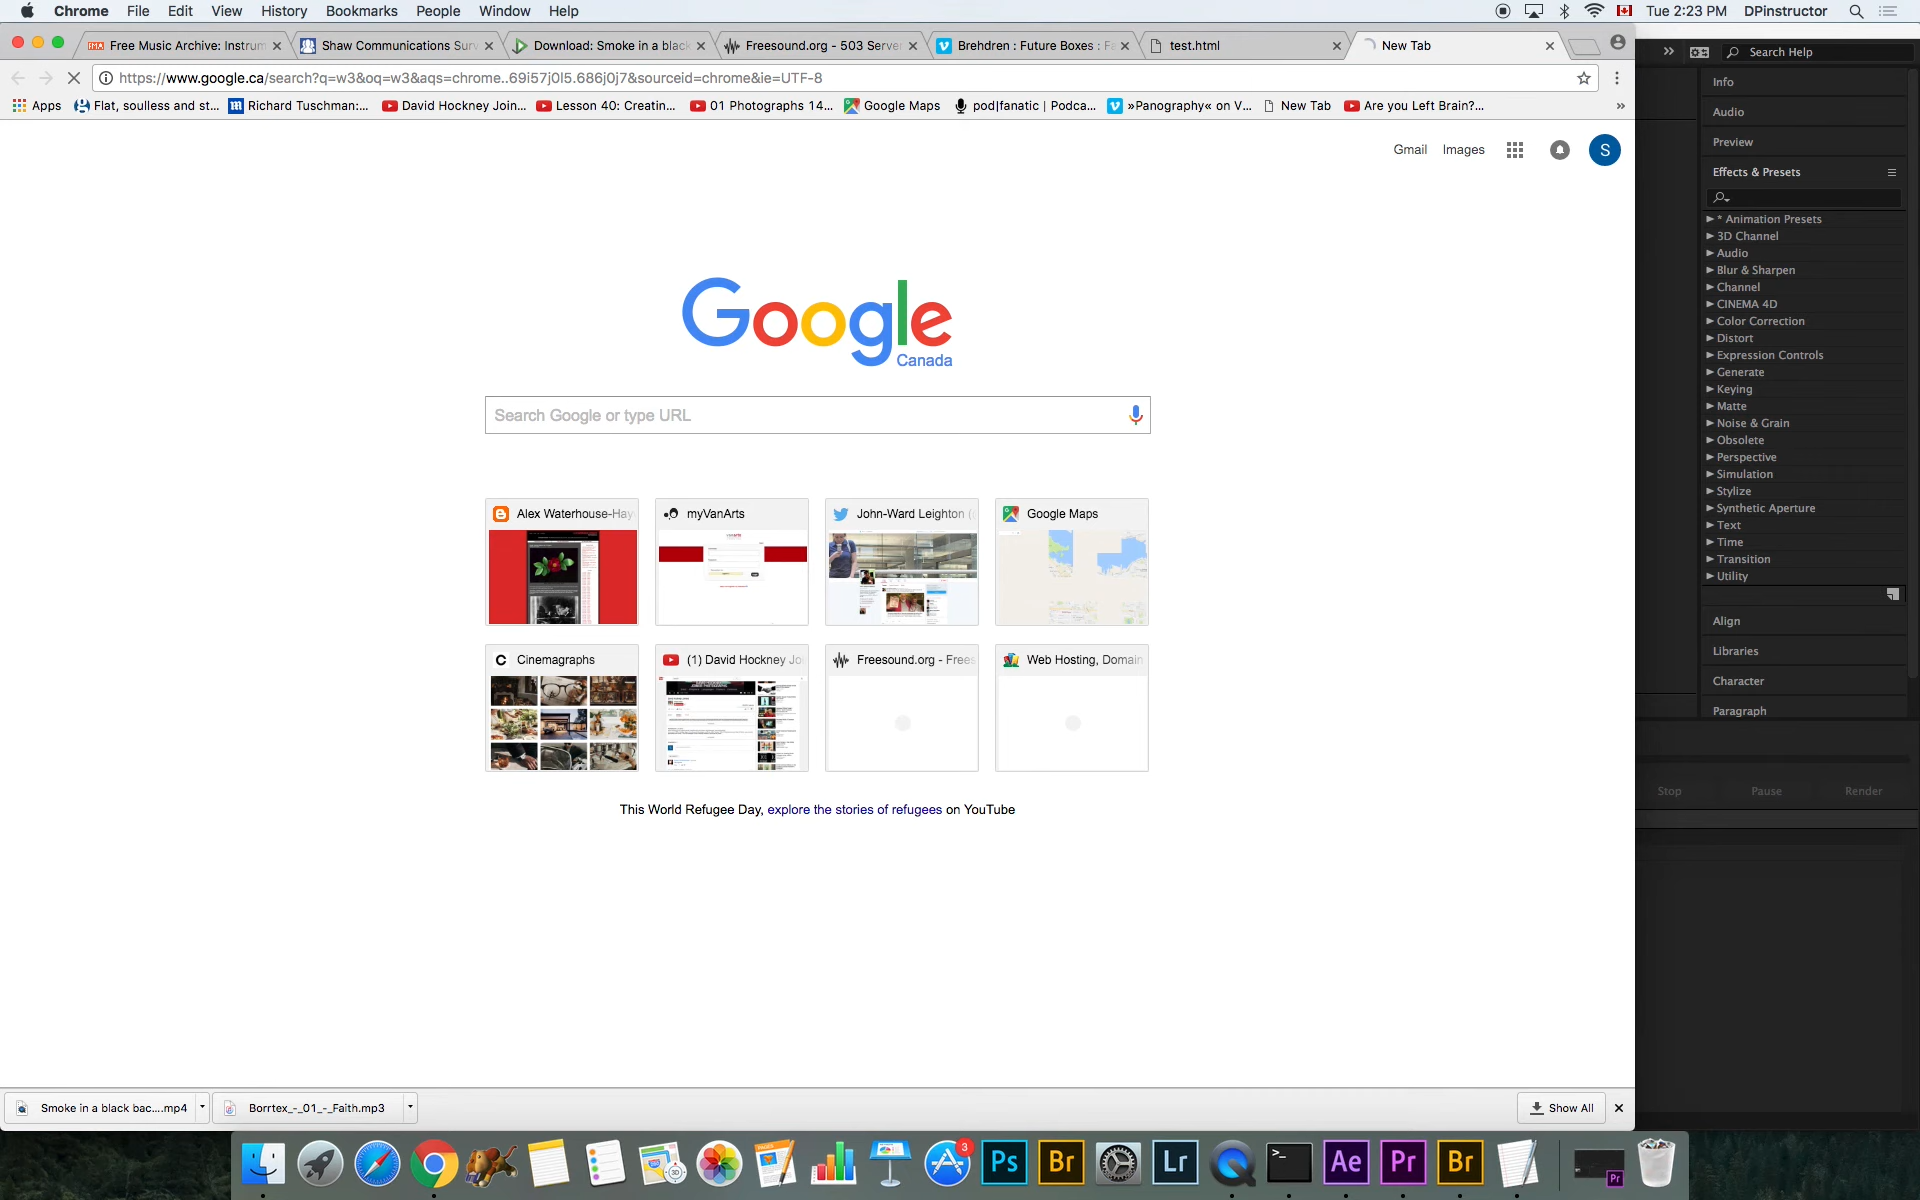 Chrome File Edit View History Bookmarks People Window Help
Tue 2:23 PM DPinstructor
Free Music Archive: Instrum
Shaw Communications Surv
Download: Smoke in a black
Freesound.org - 503 Server
Brehdren : Future Boxes : Fa
test.html
New Tab
https://www.google.ca/search?q=w3&oq=w3&aqs=chrome..69i57j0l5.686j0j7&sourceid=chrome&ie=UTF-8
Apps
Flat, soulless and st...
Richard Tuschman:...
David Hockney Join...
Lesson 40: Creatin...
01 Photographs 14...
Google Maps
pod|fanatic | Podca...
»Panography« on V...
New Tab
Are you Left Brain?...
»
Gmail Images
S
Google
Canada
Search Google or type URL
Alex Waterhouse-Hay
myVanArts
John-Ward Leighton (
Google Maps
Cinemagraphs
(1) David Hockney Joi
Freesound.org - Frees
Web Hosting, Domain
This World Refugee Day, explore the stories of refugees on YouTube
Smoke in a black bac....mp4
Borrtex_-_01_-_Faith.mp3
Show All
»
Search Help
Info
Audio
Preview
Effects & Presets
* Animation Presets
3D Channel
Audio
Blur & Sharpen
Channel
CINEMA 4D
Color Correction
Distort
Expression Controls
Generate
Keying
Matte
Noise & Grain
Obsolete
Perspective
Simulation
Stylize
Synthetic Aperture
Text
Time
Transition
Utility
Align
Libraries
Character
Paragraph
Stop Pause Render
3
Ps
Br
Lr
Ae
Pr
Br
Pr